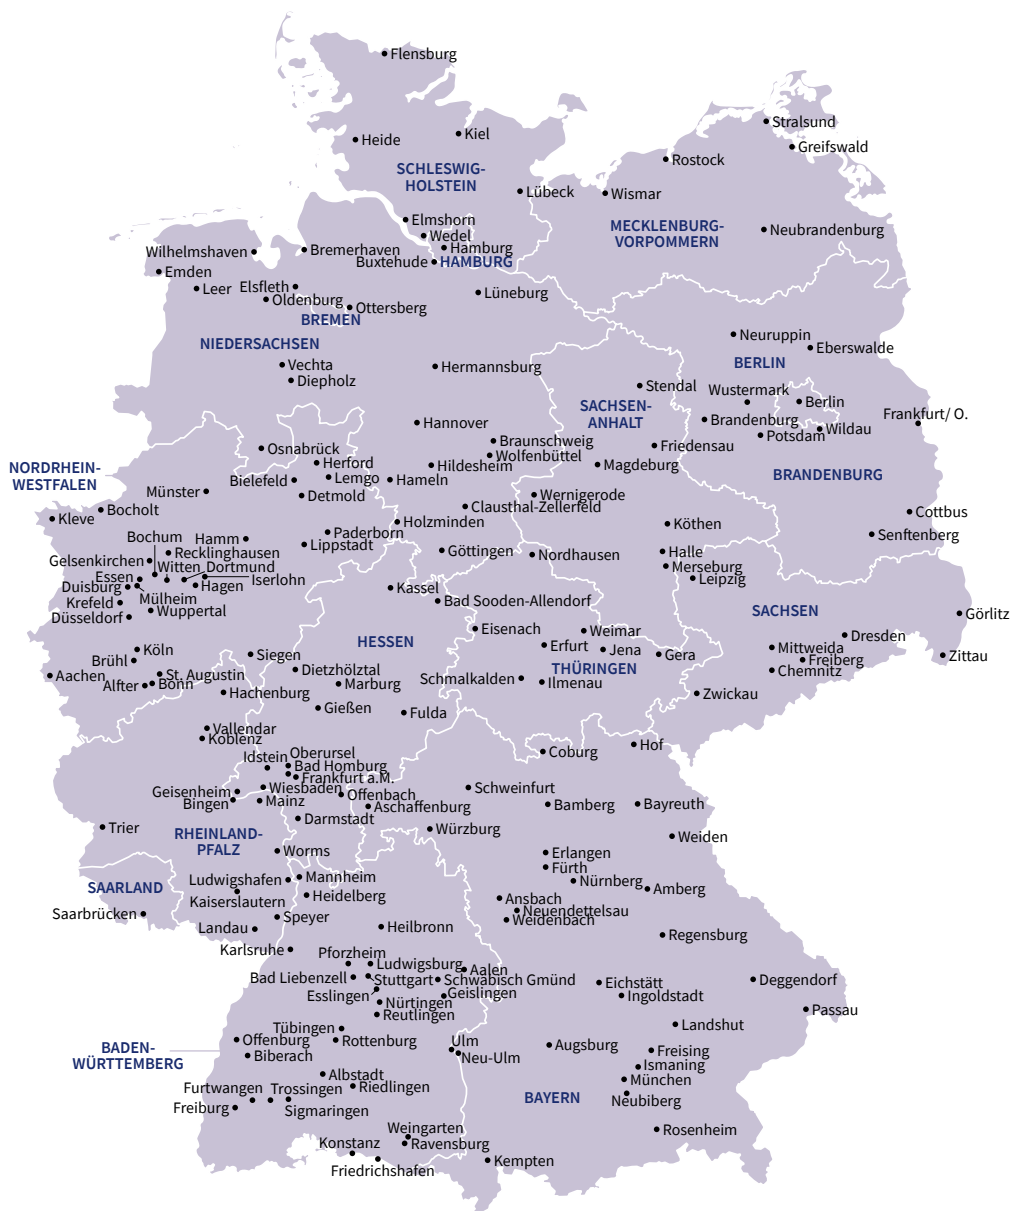 Flensburg
Stralsund
Kiel
Heide
Greifswald
Rostock
SCHLESWIG-
HOLSTEIN
Lübeck
Wismar
Elmshorn
MECKLENBURG-
VORPOMMERN
Neubrandenburg
Wedel
Hamburg
Wilhelmshaven
Bremerhaven
Buxtehude
HAMBURG
Emden
Leer
Elsfleth
Lüneburg
Oldenburg
Ottersberg
BREMEN
Neuruppin
NIEDERSACHSEN
Eberswalde
BERLIN
Vechta
Hermannsburg
Diepholz
Stendal
Wustermark
Berlin
SACHSEN-
ANHALT
Frankfurt/ O.
Hannover
Brandenburg
Wildau
Potsdam
Braunschweig
Friedensau
Osnabrück
Wolfenbüttel
Herford
Hildesheim
Magdeburg
NORDRHEIN-
WESTFALEN
BRANDENBURG
Bielefeld
Lemgo
Hameln
Münster
Detmold
Wernigerode
Clausthal-Zellerfeld
Bocholt
Cottbus
Kleve
Holzminden
Köthen
Paderborn
Senftenberg
Bochum
Hamm
Lippstadt
Göttingen
Nordhausen
Halle
Recklinghausen
Gelsenkirchen
Witten
Dortmund
Merseburg
Leipzig
Essen
Iserlohn
Duisburg
Hagen
Kassel
Mülheim
Krefeld
Bad Sooden-Allendorf
Wuppertal
SACHSEN
Görlitz
Düsseldorf
Eisenach
Weimar
Dresden
HESSEN
Erfurt
Jena
Mittweida
Köln
Siegen
Gera
Zittau
Brühl
Freiberg
Dietzhölztal
THÜRINGEN
Chemnitz
Aachen
St. Augustin
Schmalkalden
Alfter
Bonn
Marburg
Ilmenau
Hachenburg
Zwickau
Gießen
Fulda
Vallendar
Koblenz
Hof
Coburg
Idstein
Oberursel
Bad Homburg
Frankfurt a.M.
Geisenheim
Wiesbaden
Schweinfurt
Offenbach
Bingen
Mainz
Aschaffenburg
Bamberg
Bayreuth
Darmstadt
Trier
Würzburg
RHEINLAND-
PFALZ
Weiden
Worms
Erlangen
Fürth
Mannheim
Ludwigshafen
Nürnberg
SAARLAND
Amberg
Kaiserslautern
Heidelberg
Ansbach
Saarbrücken
Neuendettelsau
Speyer
Weidenbach
Landau
Heilbronn
Regensburg
Karlsruhe
Pforzheim
Ludwigsburg
Aalen
Bad Liebenzell
Stuttgart
Schwäbisch Gmünd
Eichstätt
Deggendorf
Esslingen
Geislingen
Ingolstadt
Nürtingen
Reutlingen
Passau
Tübingen
Landshut
Offenburg
Rottenburg
Ulm
Augsburg
BADEN-
WÜRTTEMBERG
Biberach
Neu-Ulm
Freising
Ismaning
Albstadt
München
Furtwangen
Trossingen
Riedlingen
BAYERN
Neubiberg
Freiburg
Sigmaringen
Weingarten
Rosenheim
Konstanz
Ravensburg
Kempten
Friedrichshafen